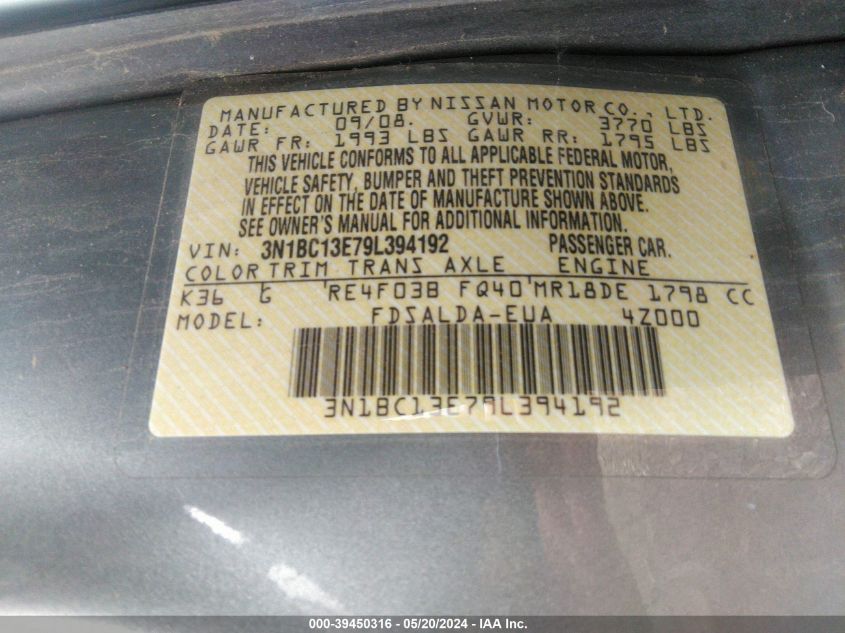 MANUFACTURED BY NISSAN MOTOR CO., LTD.
DATE: 09/08. GVWR: 3770 LBS
GAWR FR: 1993 LBS GAWR RR: 1795 LBS
THIS VEHICLE CONFORMS TO ALL APPLICABLE FEDERAL MOTOR,
VEHICLE SAFETY, BUMPER AND THEFT PREVENTION STANDARDS
IN EFFECT ON THE DATE OF MANUFACTURE SHOWN ABOVE.
SEE OWNER'S MANUAL FOR ADDITIONAL INFORMATION.
VIN: 3N1BC13E79L394192 PASSENGER CAR.
COLOR TRIM TRANS AXLE ENGINE
K36 G RE4F03B FQ40 MR18DE 1798 CC
MODEL: FDSALDA-EUA 4Z000
3N1BC13E79L394192
000-39450316 - 05/20/2024 - IAA Inc.